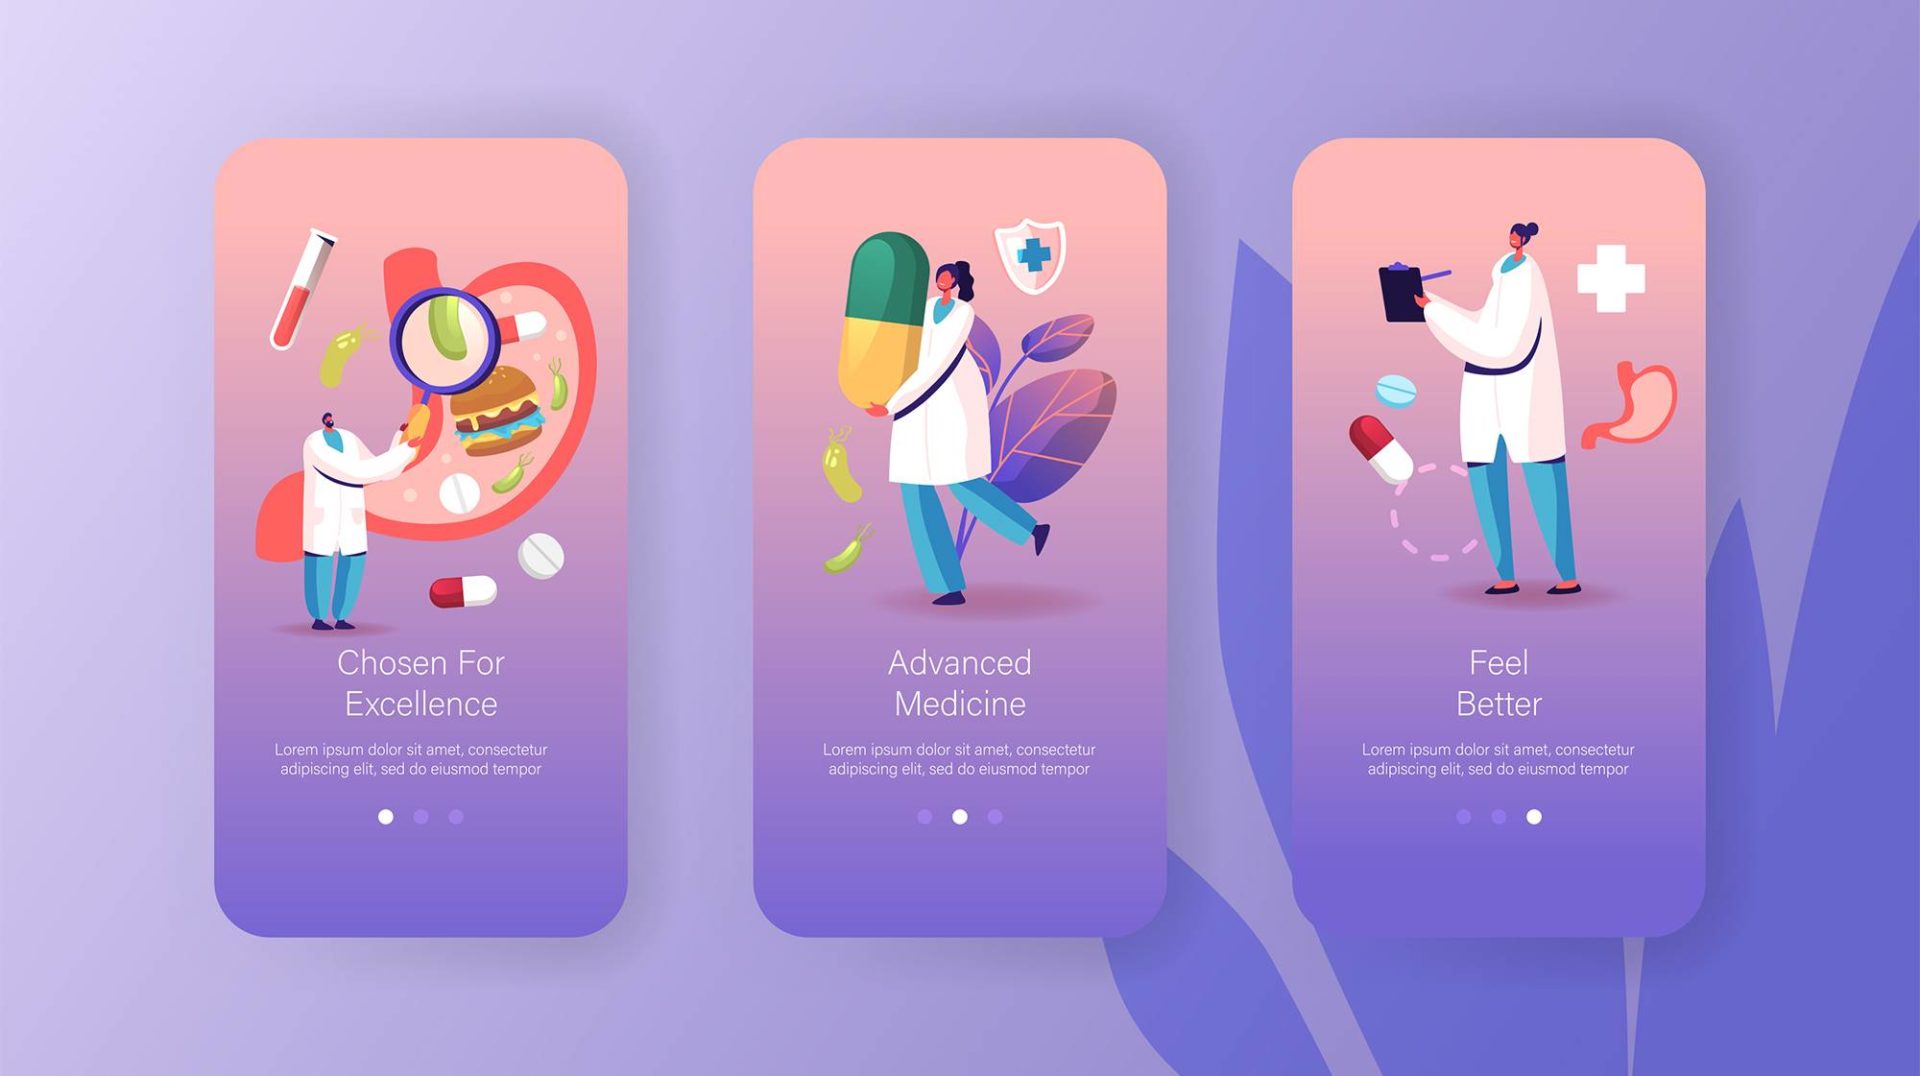 Chosen For
Excellence
Lorem ipsum dolor sit amet, consectetur
adipiscing elit, sed do eiusmod tempor
Advanced
Medicine
Lorem ipsum dolor sit amet, consectetur
adipiscing elit, sed do eiusmod tempor
Feel
Better
Lorem ipsum dolor sit amet, consectetur
adipiscing elit, sed do eiusmod tempor